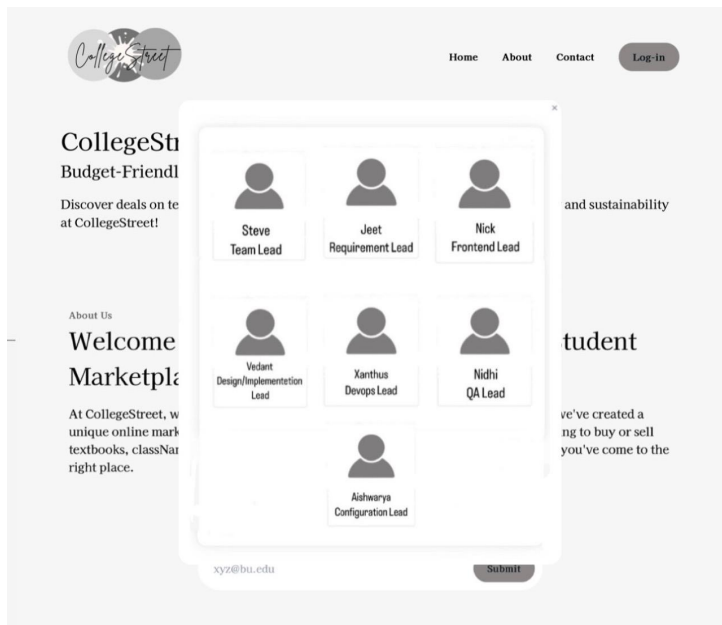 CollegeStreet
Home About Contact Log-in
×
CollegeSt
Budget-Friendl
Discover deals on te and sustainability
at CollegeStreet!
Steve
Team Lead
Jeet
Requirement Lead
Nick
Frontend Lead
About Us
Welcome tudent
Marketpla
Vedant
Design/Implementetion
Lead
Xanthus
Devops Lead
Nidhi
QA Lead
At CollegeStreet, w ve've created a
unique online mark ng to buy or sell
textbooks, classNar you've come to the
right place.
Aishwarya
Configuration Lead
xyz@bu.edu Submit